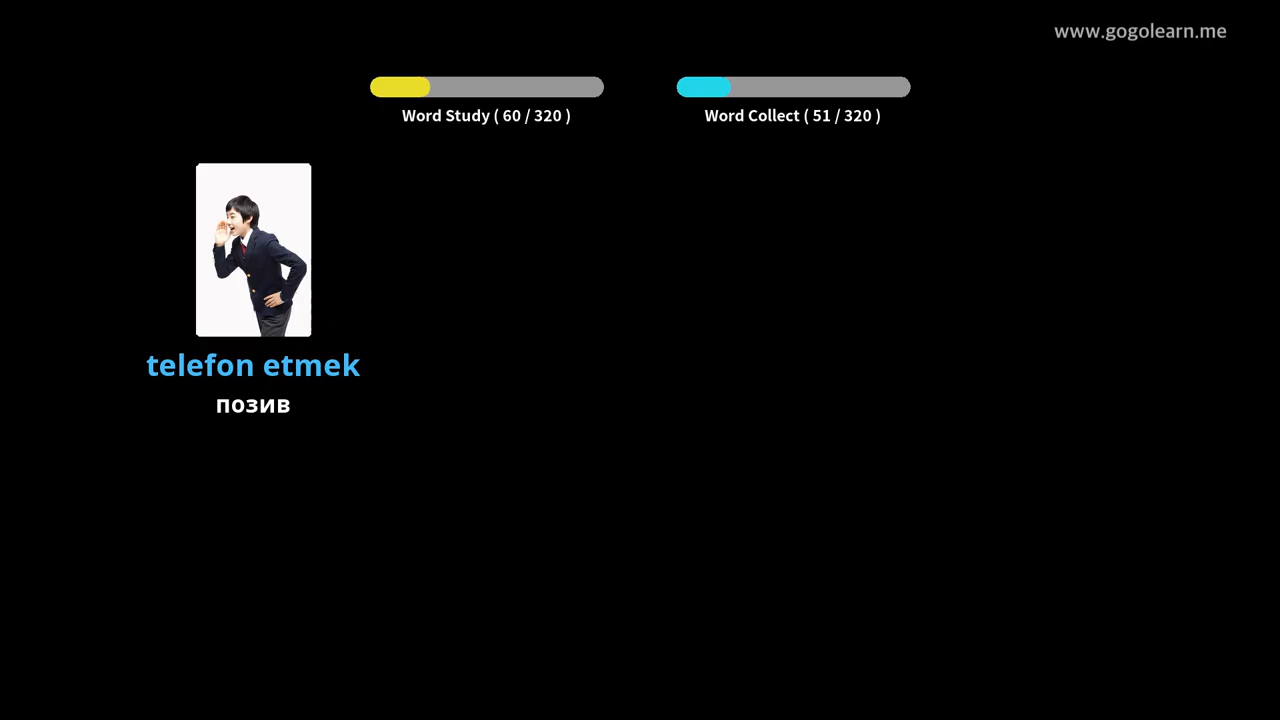 www.gogolearn.me
Word Study ( 60 / 320 )
Word Collect ( 51 / 320 )
telefon etmek
позив